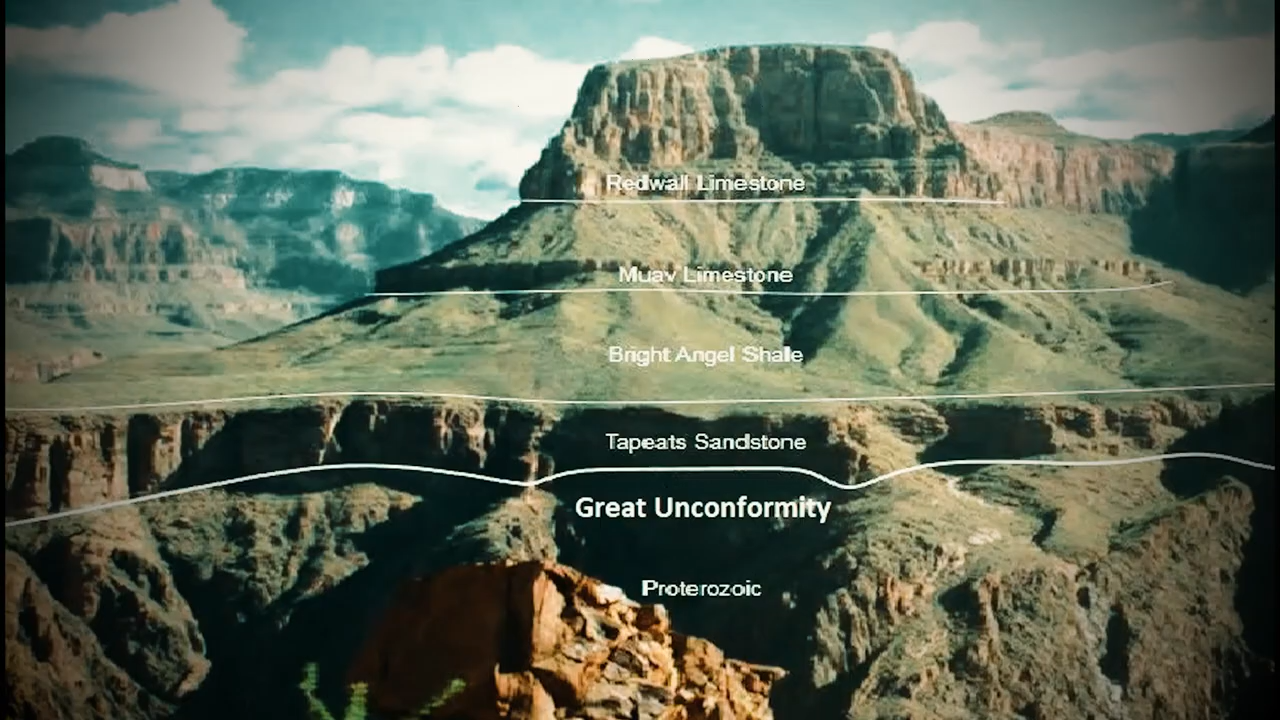 Redwall Limestone
Muav Limestone
Bright Angel Shale
Tapeats Sandstone
Great Unconformity
Proterozoic